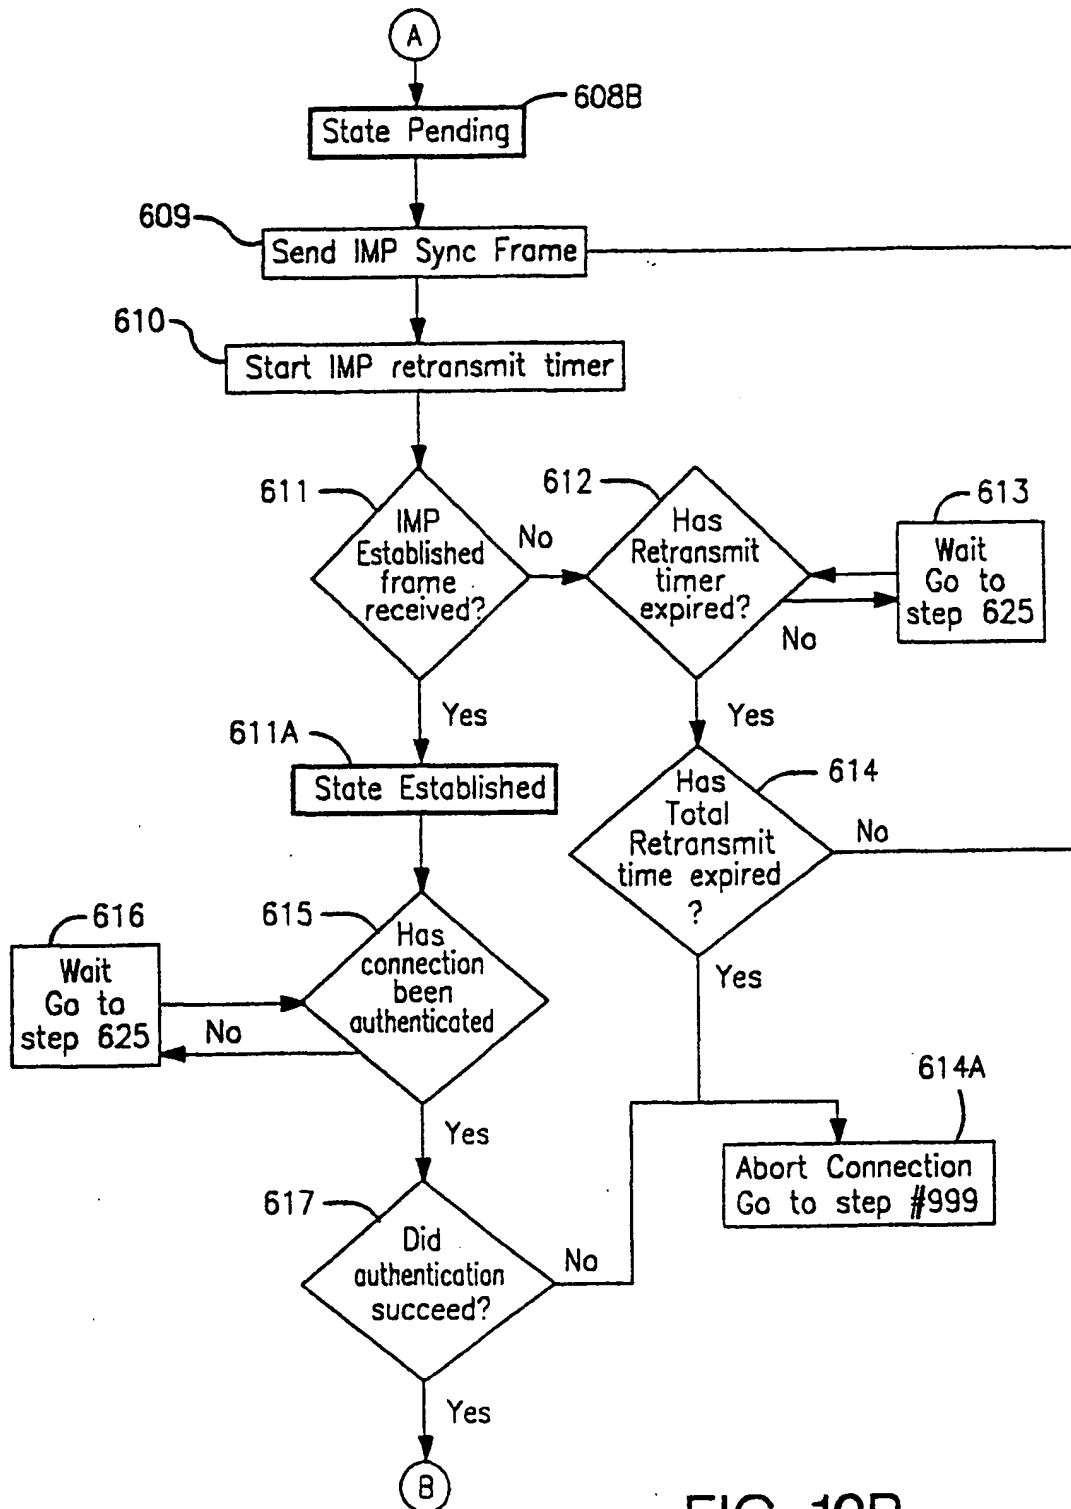 A
608B
State Pending
609
Send IMP Sync Frame
610
Start IMP retransmit timer
611
IMP
Established
frame
received?
No
612
Has
Retransmit
timer
expired?
No
613
Wait
Go to
step 625
Yes
611A
State Established
Yes
614
Has
Total
Retransmit
time expired
?
No
616
Wait
Go to
step 625
No
615
Has
connection
been
authenticated
Yes
614A
Abort Connection
Go to step #999
Yes
617
Did
authentication
succeed?
No
Yes
B